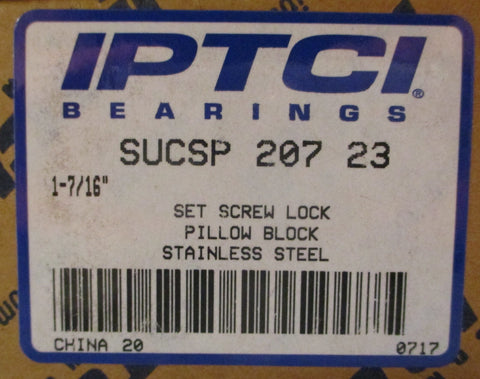 IPTCI®
BEARINGS
SUCSP 207 23
1-7/16"
SET SCREW LOCK
PILLOW BLOCK
STAINLESS STEEL
CHINA 20 0717